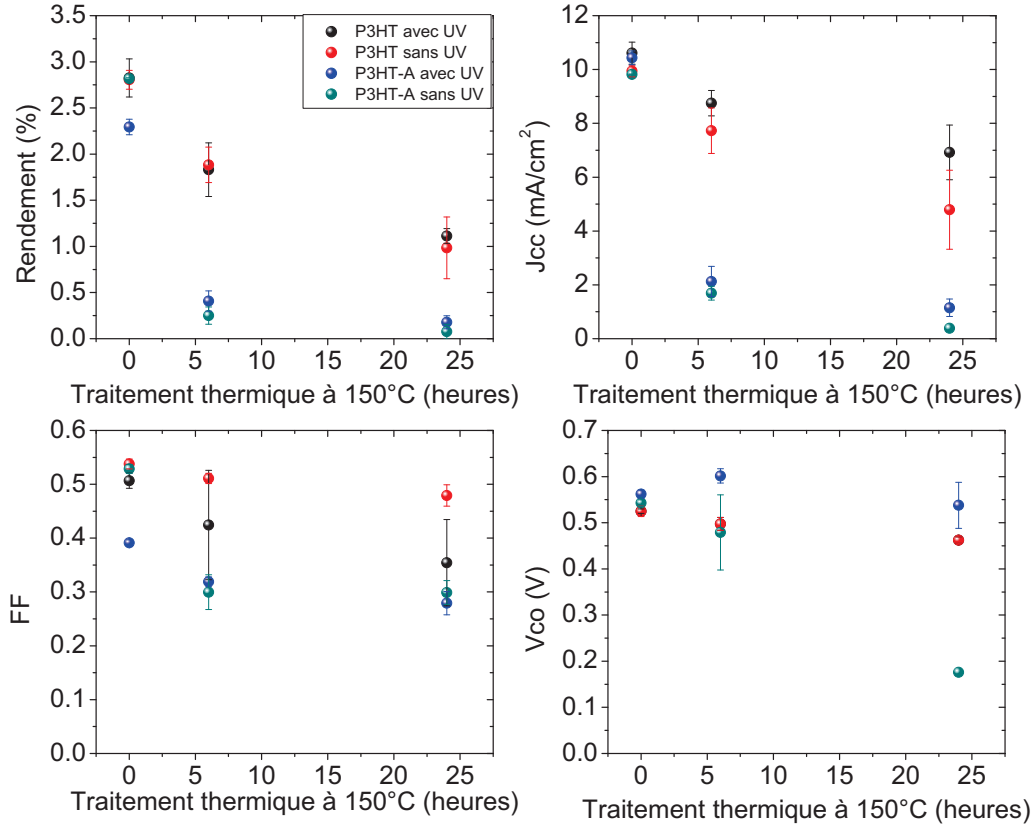 3.5
3.0
2.5
2.0
1.5
1.0
0.5
0.0
Rendement (%)
P3HT avec UV
P3HT sans UV
P3HT-A avec UV
P3HT-A sans UV
0 5 10 15 20 25
Traitement thermique à 150°C (heures)
12
10
8
6
4
2
0
Jcc (mA/cm²)
0 5 10 15 20 25
Traitement thermique à 150°C (heures)
0.6
0.5
0.4
0.3
0.2
0.1
0.0
FF
0 5 10 15 20 25
Traitement thermique à 150°C (heures)
0.7
0.6
0.5
0.4
0.3
0.2
0.1
0.0
Vco (V)
0 5 10 15 20 25
Traitement thermique à 150°C (heures)